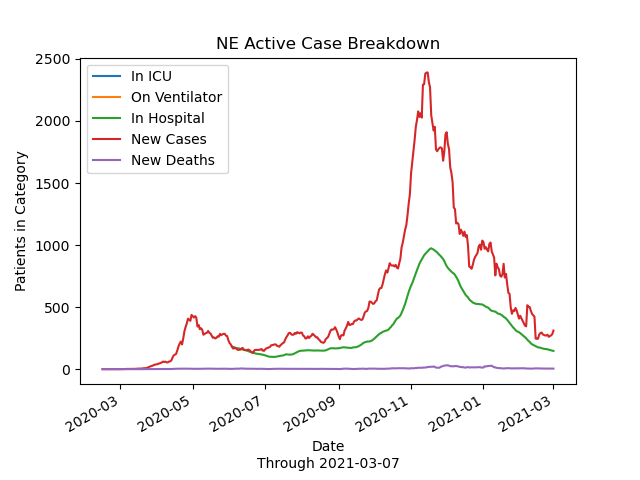 NE Active Case Breakdown
In ICU
On Ventilator
In Hospital
New Cases
New Deaths
Patients in Category
2500
2000
1500
1000
500
0
2020-03
2020-05
2020-07
2020-09
2020-11
2021-01
2021-03
Date
Through 2021-03-07